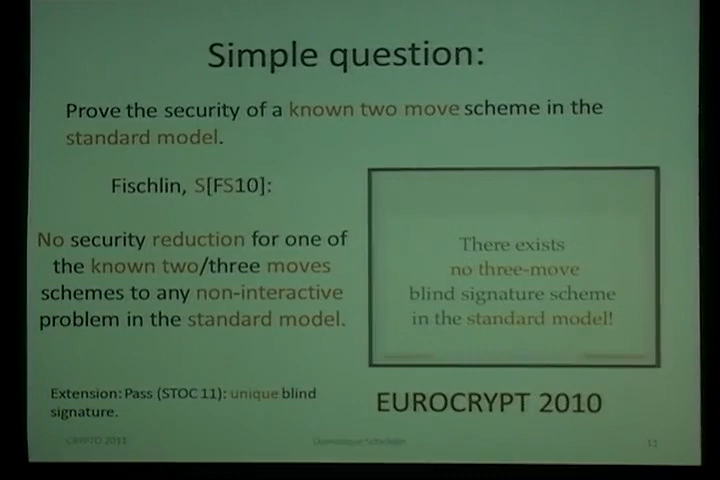 Simple question:
Prove the security of a known two move scheme in the
standard model.
Fischlin, S[FS10]:
No security reduction for one of
the known two/three moves
schemes to any non-interactive
problem in the standard model.
There exists
no three-move
blind signature scheme
in the standard model!
Extension: Pass (STOC 11): unique blind
signature.
EUROCRYPT 2010
CRYPTO 2011
Dominique Schröder
11